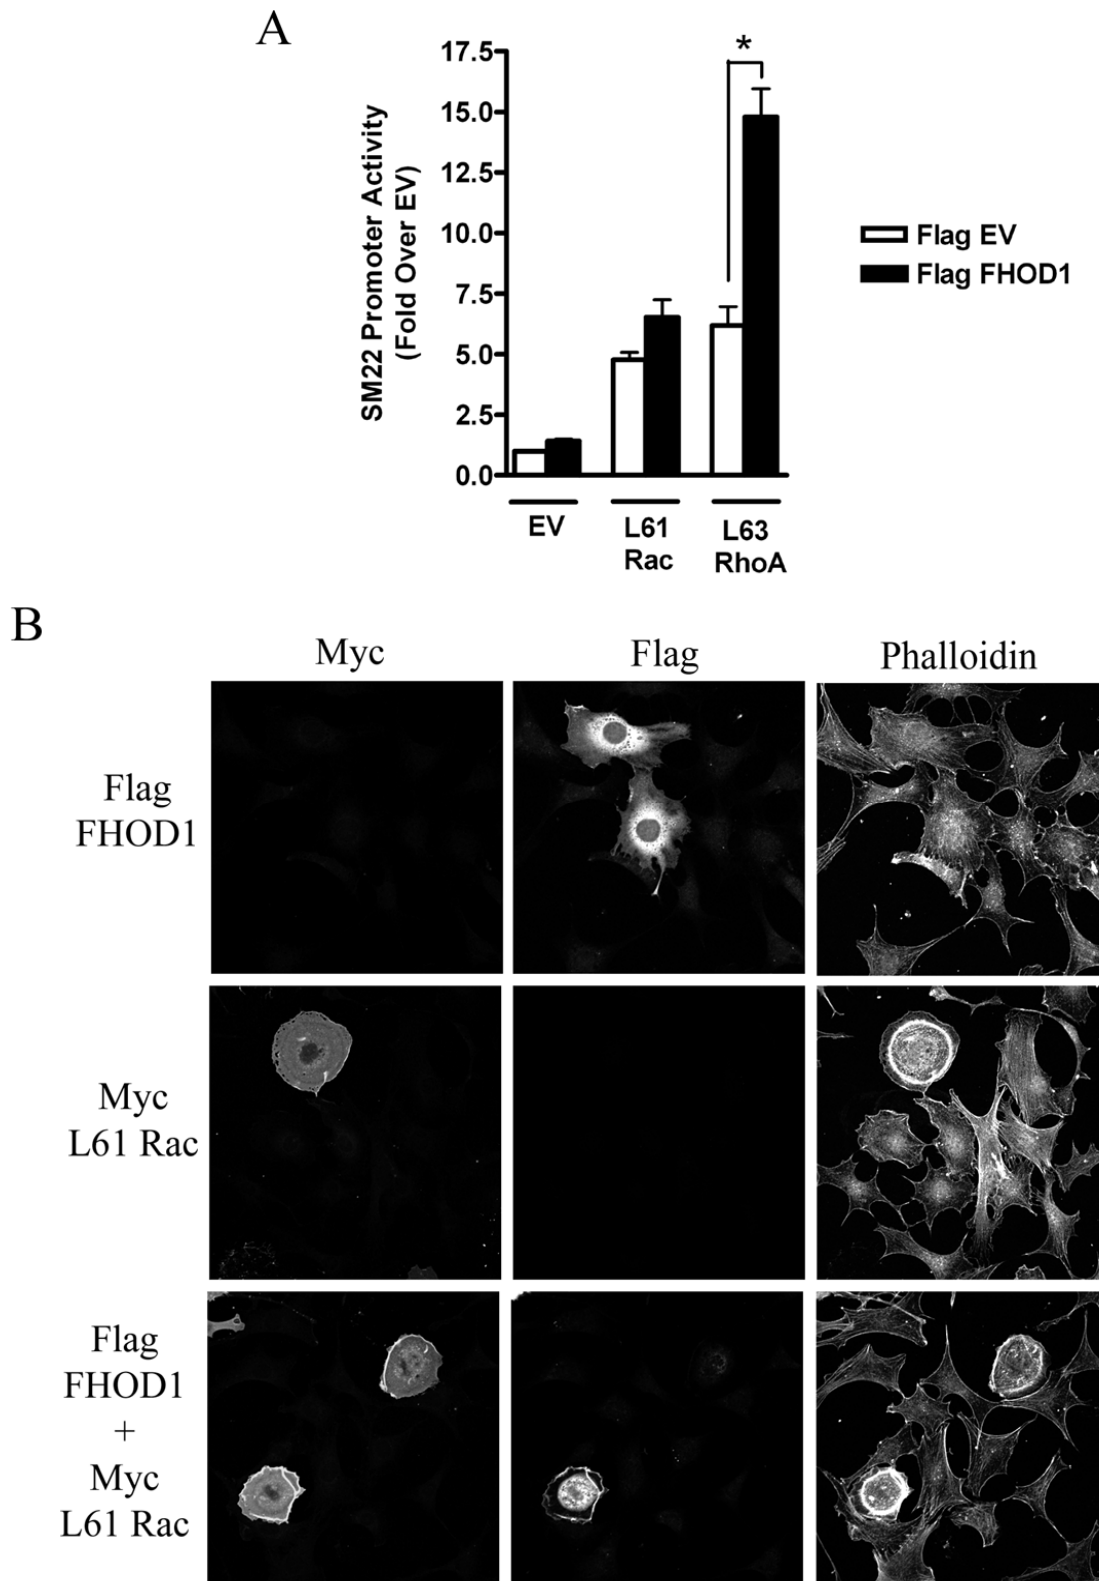 A
*
17.5
15.0
12.5
10.0
7.5
5.0
2.5
0.0
SM22 Promoter Activity
(Fold Over EV)
Flag EV
Flag FHOD1
EV
L61
Rac
L63
RhoA
B
Myc
Flag
Phalloidin
Flag
FHOD1
Myc
L61 Rac
Flag
FHOD1
+
Myc
L61 Rac